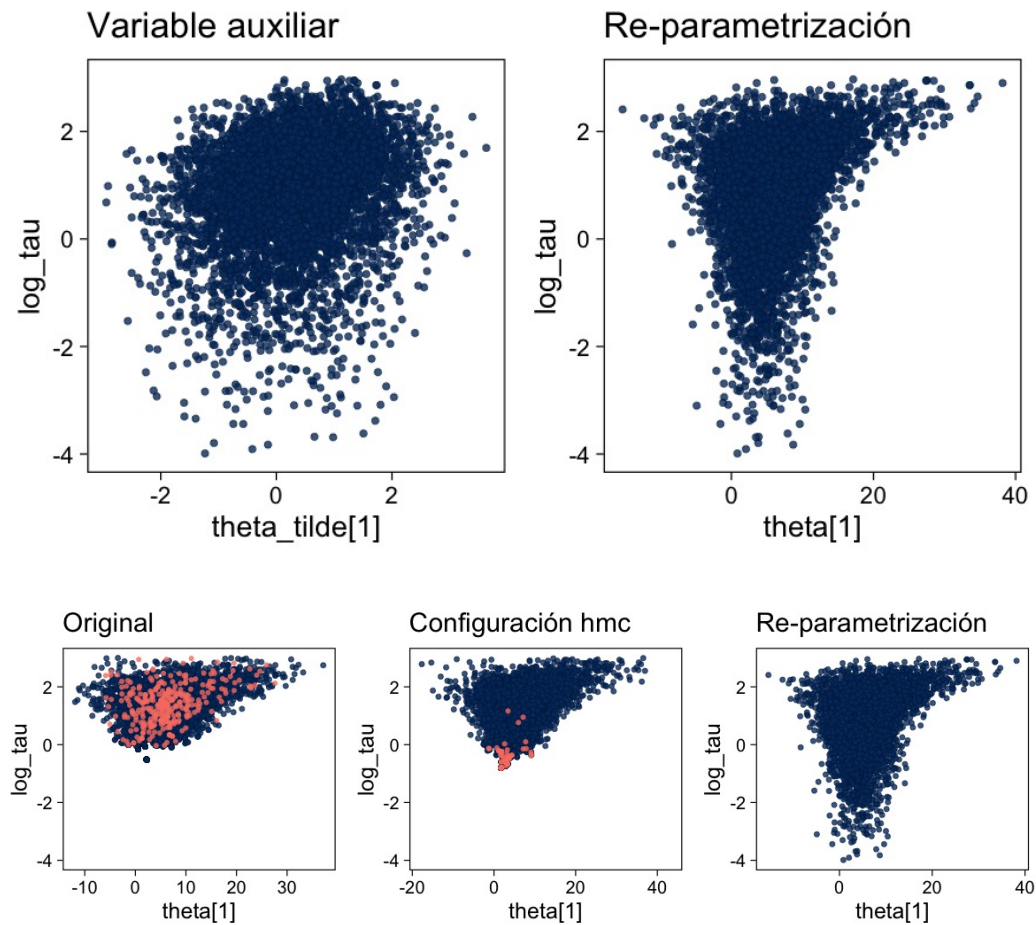 Variable auxiliar
Re-parametrización
log_tau
2
0
-2
-4
-2
0
2
theta_tilde[1]
log_tau
2
0
-2
-4
0
20
40
theta[1]
Original
Configuración hmc
Re-parametrización
log_tau
2
0
-2
-4
-10
0
10
20
30
theta[1]
log_tau
2
0
-2
-4
-20
0
20
40
theta[1]
log_tau
2
0
-2
-4
0
20
40
theta[1]